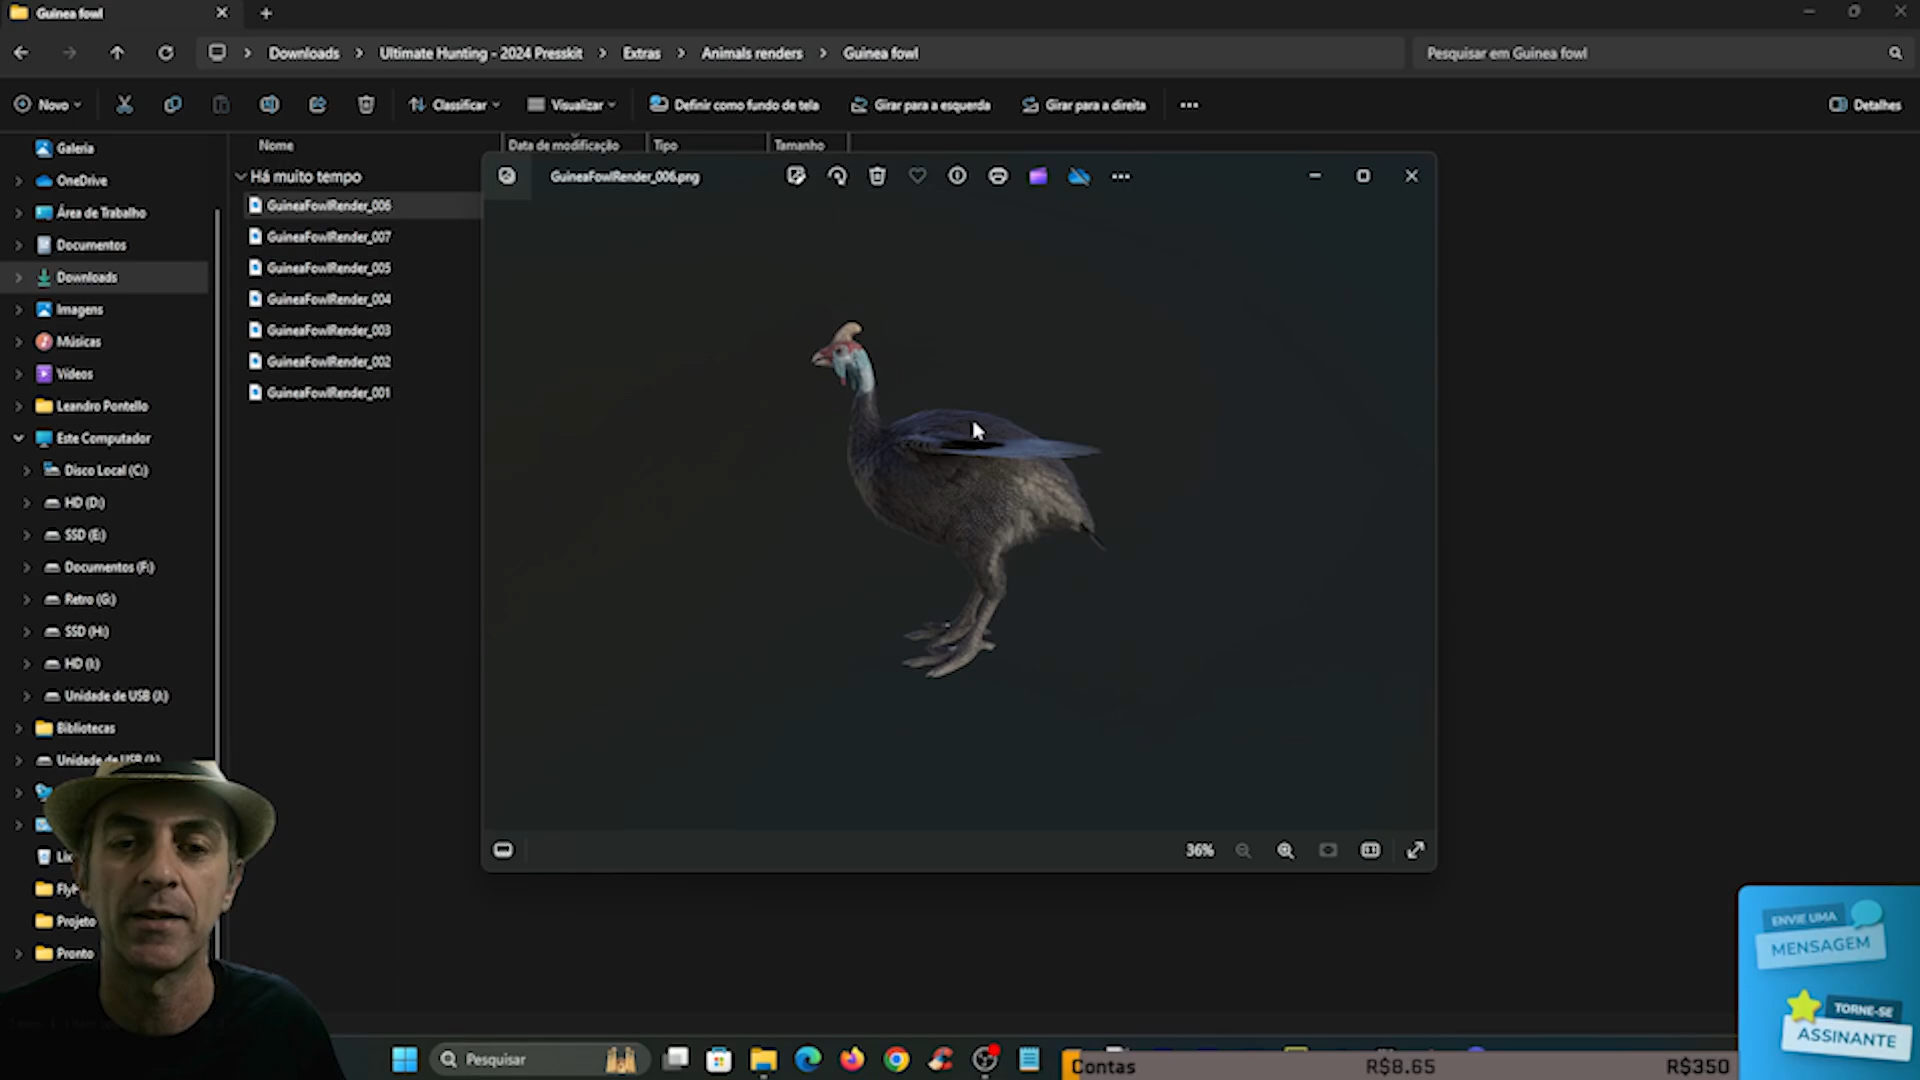 Guinea fowl
Downloads > Ultimate Hunting - 2024 Presskit > Extras > Animals renders > Guinea fowl
Pesquisar em Guinea fowl
Novo
Classificar
Visualizar
Definir como fundo de tela
Girar para a esquerda
Girar para a direita
Detalhes
Nome
Data de modificação
Tipo
Tamanho
Há muito tempo
GuineaFowlRender_006
GuineaFowlRender_007
GuineaFowlRender_005
GuineaFowlRender_004
GuineaFowlRender_003
GuineaFowlRender_002
GuineaFowlRender_001
Galeria
OneDrive
Área de Trabalho
Documentos
Downloads
Imagens
Músicas
Vídeos
Leandro Pontello
Este Computador
Disco Local (C:)
HD (D:)
SSD (E:)
Documentos (F:)
Retro (G:)
SSD (H:)
HD (I:)
Unidade de USB (J:)
Bibliotecas
Unidade de USB (J:)
Projeto
Pronto
GuineaFowlRender_006.png
36%
ENVIE UMA
MENSAGEM
TORNE-SE
ASSINANTE
Pesquisar
Contas
R$8.65
R$350